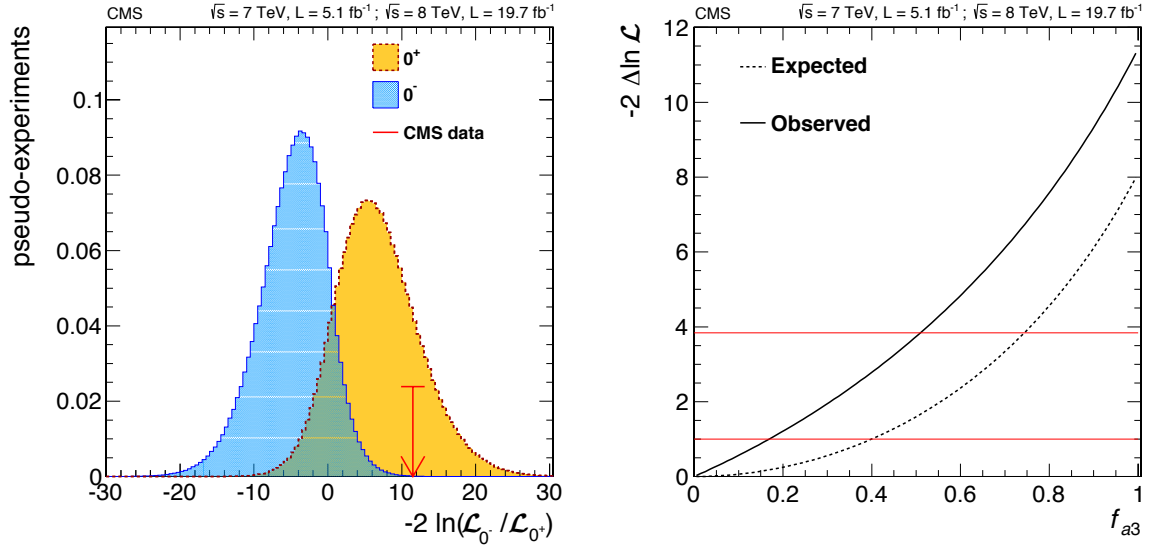 CMS √s = 7 TeV, L = 5.1 fb⁻¹ ; √s = 8 TeV, L = 19.7 fb⁻¹
pseudo-experiments
0.1
0.08
0.06
0.04
0.02
0
0⁺
0⁻
CMS data
-30 -20 -10 0 10 20 30
-2 ln(ℒ₀⁻ /ℒ₀⁺)
CMS √s = 7 TeV, L = 5.1 fb⁻¹ ; √s = 8 TeV, L = 19.7 fb⁻¹
-2 Δln ℒ
12
10
8
6
4
2
0
Expected
Observed
0 0.2 0.4 0.6 0.8 1
f a3